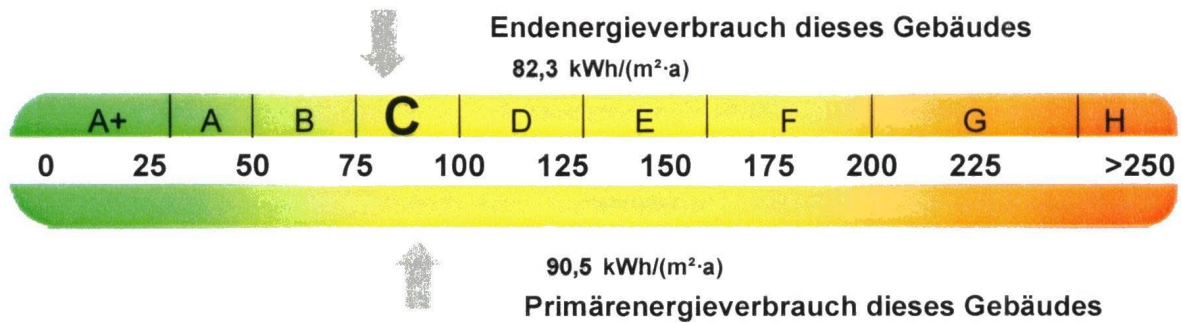 Endenergieverbrauch dieses Gebäudes
82,3 kWh/(m²·a)
A+ A B C D E F G H
0 25 50 75 100 125 150 175 200 225 >250
90,5 kWh/(m²·a)
Primärenergieverbrauch dieses Gebäudes